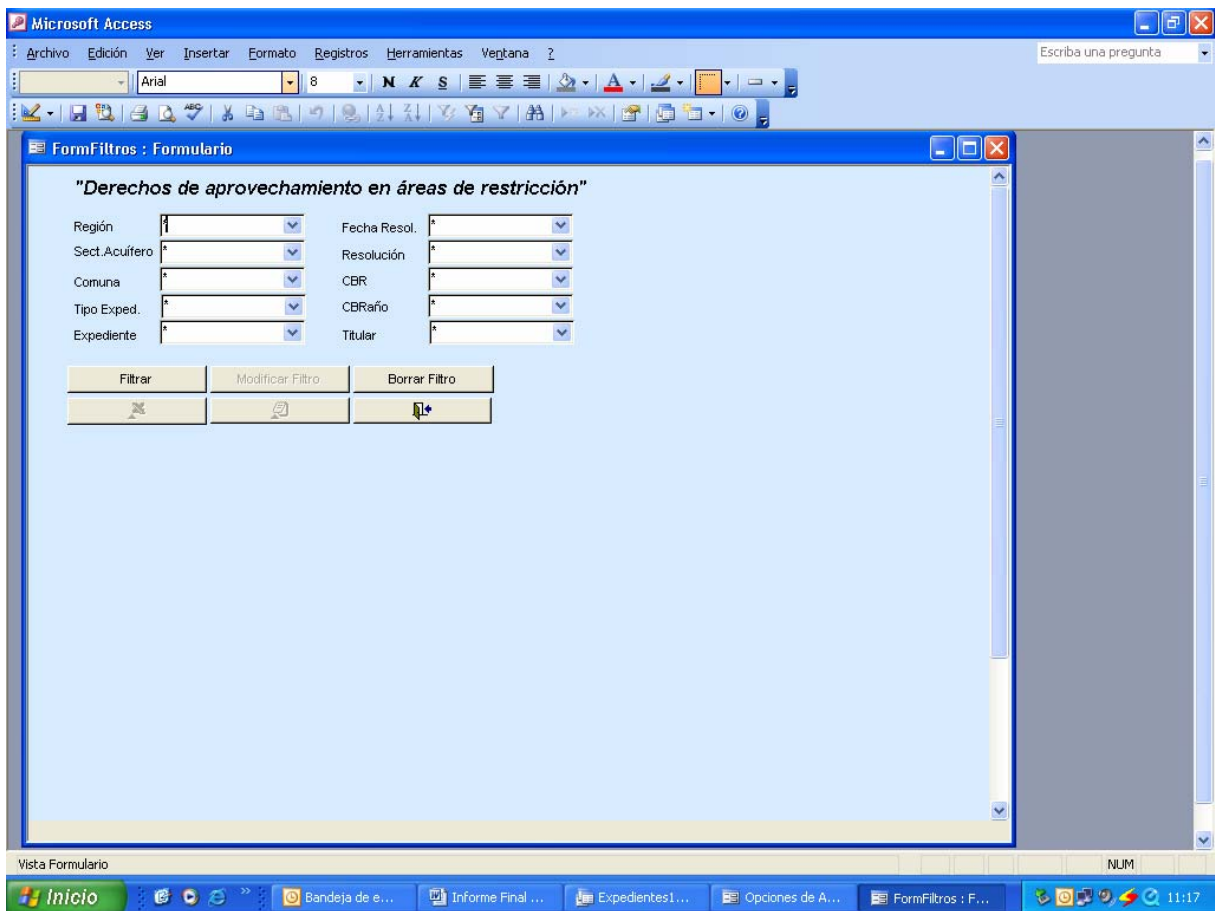 Microsoft Access
Archivo Edición Ver Insertar Formato Registros Herramientas Ventana ? Escriba una pregunta
Arial 8 N K S A
FormFiltros : Formulario
"Derechos de aprovechamiento en áreas de restricción"
Región * Fecha Resol. *
Sect.Acuífero * Resolución *
Comuna * CBR *
Tipo Exped. * CBRaño *
Expediente * Titular *
Filtrar Modificar Filtro Borrar Filtro
Vista Formulario NUM
Inicio » Bandeja de e... Informe Final ... Expedientes1... Opciones de A... FormFiltros : F... 11:17